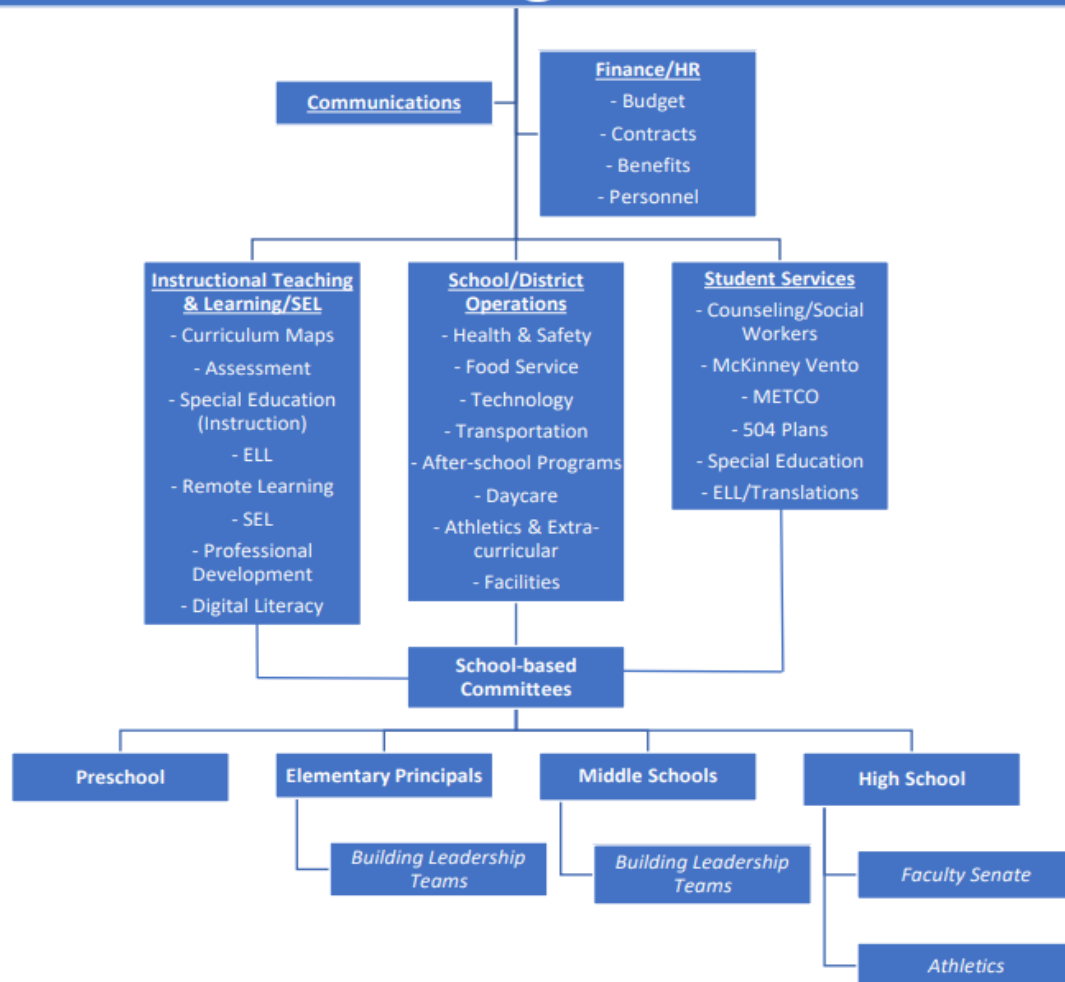 Communications
Finance/HR
- Budget
- Contracts
- Benefits
- Personnel
Instructional Teaching
& Learning/SEL
- Curriculum Maps
- Assessment
- Special Education
(Instruction)
- ELL
- Remote Learning
- SEL
- Professional
Development
- Digital Literacy
School/District
Operations
- Health & Safety
- Food Service
- Technology
- Transportation
- After-school Programs
- Daycare
- Athletics & Extra-
curricular
- Facilities
Student Services
- Counseling/Social
Workers
- McKinney Vento
- METCO
- 504 Plans
- Special Education
- ELL/Translations
School-based
Committees
Preschool
Elementary Principals
Building Leadership
Teams
Middle Schools
Building Leadership
Teams
High School
Faculty Senate
Athletics